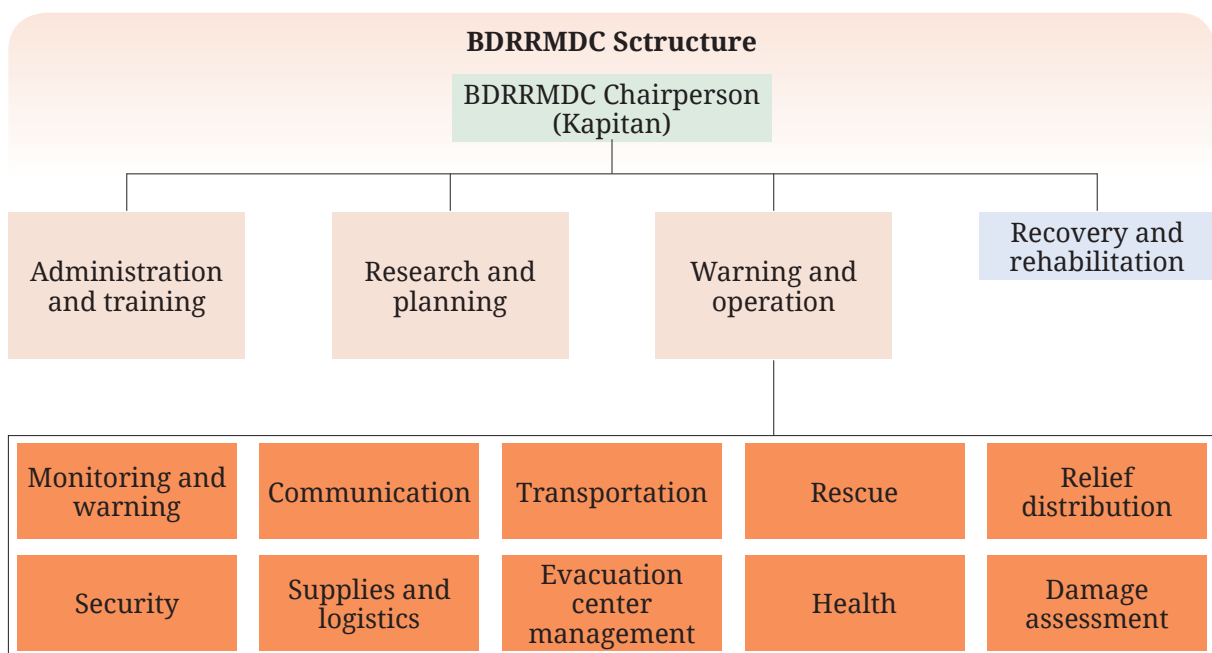 BDRRMDC Sctructure
BDRRMDC Chairperson
(Kapitan)
Administration
and training
Research and
planning
Warning and
operation
Recovery and
rehabilitation
Monitoring and
warning
Communication
Transportation
Rescue
Relief
distribution
Security
Supplies and
logistics
Evacuation
center
management
Health
Damage
assessment